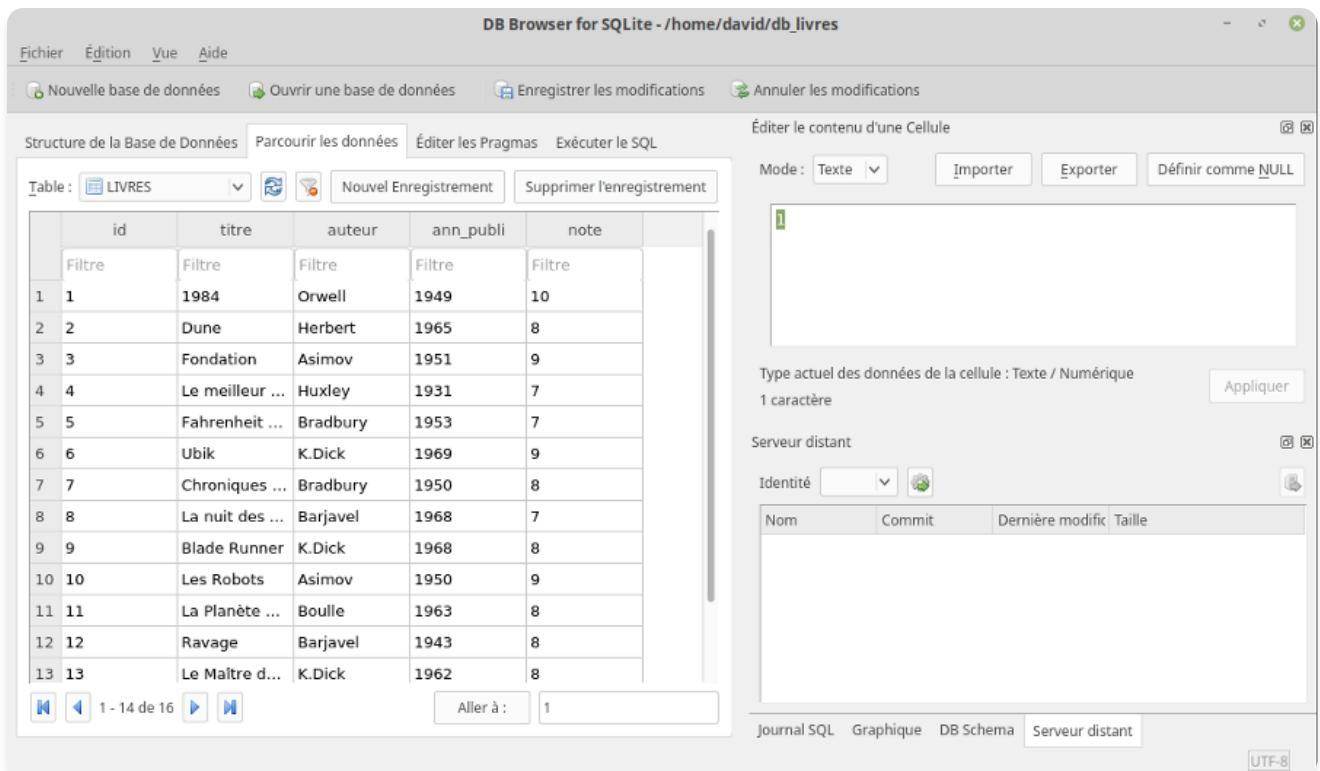 DB Browser for SQLite - /home/david/db_livres
Fichier Édition Vue Aide
Nouvelle base de données Ouvrir une base de données Enregistrer les modifications Annuler les modifications
Structure de la Base de Données Parcourir les données Éditer les Pragmas Exécuter le SQL
Table : LIVRES Nouvel Enregistrement Supprimer l'enregistrement
id titre auteur ann_publi note
Filtre Filtre Filtre Filtre Filtre
1 1 1984 Orwell 1949 10
2 2 Dune Herbert 1965 8
3 3 Fondation Asimov 1951 9
4 4 Le meilleur ... Huxley 1931 7
5 5 Fahrenheit ... Bradbury 1953 7
6 6 Ubik K.Dick 1969 9
7 7 Chroniques ... Bradbury 1950 8
8 8 La nuit des ... Barjavel 1968 7
9 9 Blade Runner K.Dick 1968 8
10 10 Les Robots Asimov 1950 9
11 11 La Planète ... Boulle 1963 8
12 12 Ravage Barjavel 1943 8
13 13 Le Maître d... K.Dick 1962 8
1 - 14 de 16 Aller à : 1
Éditer le contenu d'une Cellule
Mode : Texte Importer Exporter Définir comme NULL
1
Type actuel des données de la cellule : Texte / Numérique
1 caractère
Appliquer
Serveur distant
Identité
Nom Commit Dernière modific Taille
Journal SQL Graphique DB Schema Serveur distant
UTF-8